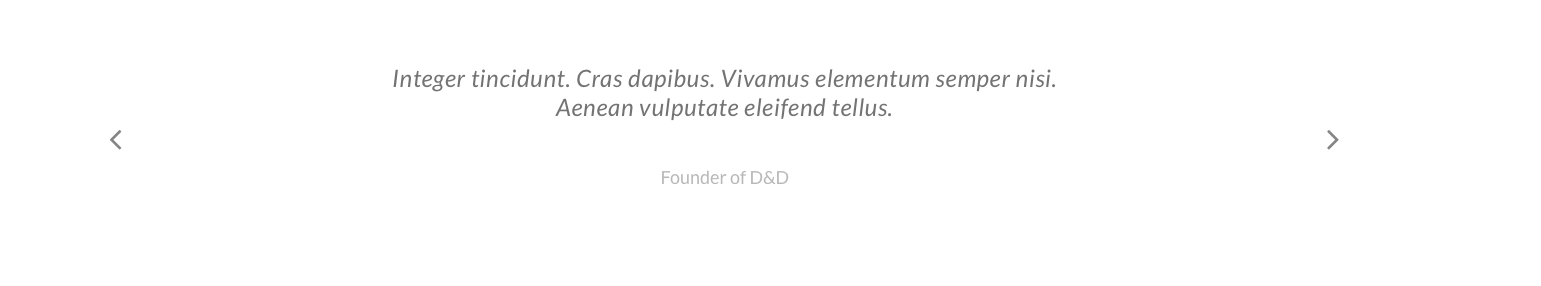 Integer tincidunt. Cras dapibus. Vivamus elementum semper nisi.
Aenean vulputate eleifend tellus.
Founder of D&D